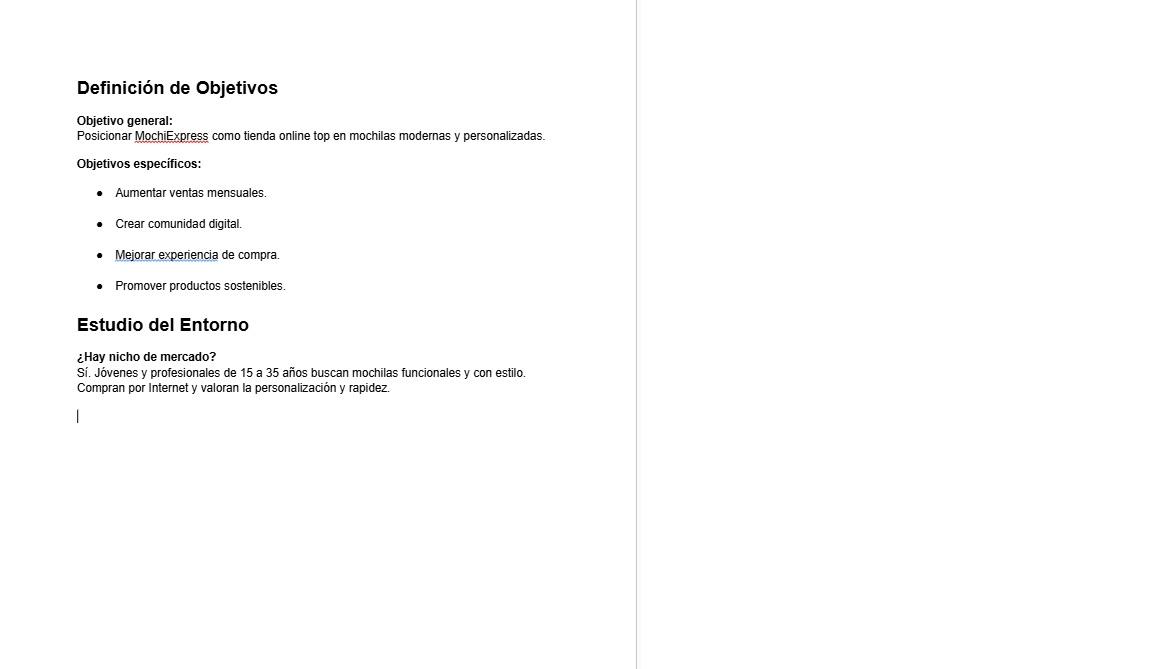 Definición de Objetivos
Objetivo general:
Posicionar MochiExpress como tienda online top en mochilas modernas y personalizadas.
Objetivos específicos:
● Aumentar ventas mensuales.
● Crear comunidad digital.
● Mejorar experiencia de compra.
● Promover productos sostenibles.
Estudio del Entorno
¿Hay nicho de mercado?
Sí. Jóvenes y profesionales de 15 a 35 años buscan mochilas funcionales y con estilo.
Compran por Internet y valoran la personalización y rapidez.